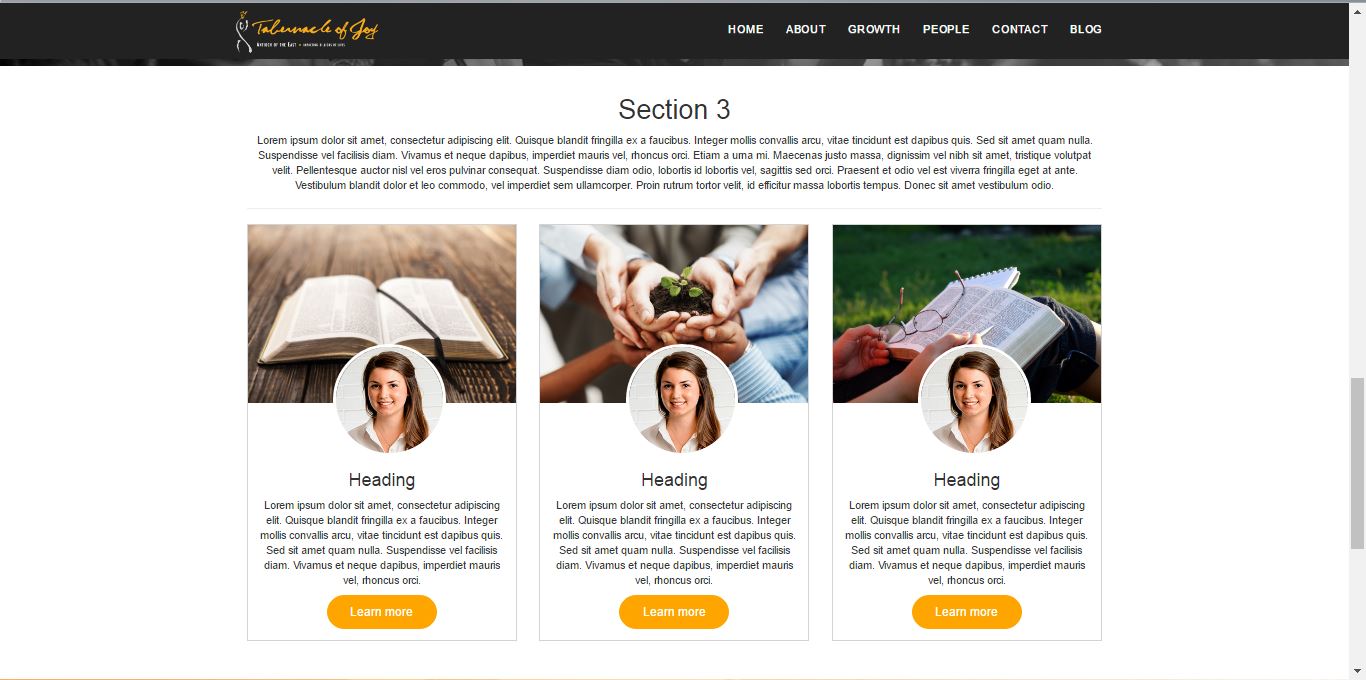 Tabernacle of Joy
Antioch of the East
HOME ABOUT GROWTH PEOPLE CONTACT BLOG
Section 3
Lorem ipsum dolor sit amet, consectetur adipiscing elit. Quisque blandit fringilla ex a faucibus. Integer mollis convallis arcu, vitae tincidunt est dapibus quis. Sed sit amet quam nulla.
Suspendisse vel facilisis diam. Vivamus et neque dapibus, imperdiet mauris vel, rhoncus orci. Etiam a urna mi. Maecenas justo massa, dignissim vel nibh sit amet, tristique volutpat
velit. Pellentesque auctor nisl vel eros pulvinar consequat. Suspendisse diam odio, lobortis id lobortis vel, sagittis sed orci. Praesent et odio vel est viverra fringilla eget at ante.
Vestibulum blandit dolor et leo commodo, vel imperdiet sem ullamcorper. Proin rutrum tortor velit, id efficitur massa lobortis tempus. Donec sit amet vestibulum odio.
Heading
Lorem ipsum dolor sit amet, consectetur adipiscing
elit. Quisque blandit fringilla ex a faucibus. Integer
mollis convallis arcu, vitae tincidunt est dapibus quis.
Sed sit amet quam nulla. Suspendisse vel facilisis
diam. Vivamus et neque dapibus, imperdiet mauris
vel, rhoncus orci.
Learn more
Heading
Lorem ipsum dolor sit amet, consectetur adipiscing
elit. Quisque blandit fringilla ex a faucibus. Integer
mollis convallis arcu, vitae tincidunt est dapibus quis.
Sed sit amet quam nulla. Suspendisse vel facilisis
diam. Vivamus et neque dapibus, imperdiet mauris
vel, rhoncus orci.
Learn more
Heading
Lorem ipsum dolor sit amet, consectetur adipiscing
elit. Quisque blandit fringilla ex a faucibus. Integer
mollis convallis arcu, vitae tincidunt est dapibus quis.
Sed sit amet quam nulla. Suspendisse vel facilisis
diam. Vivamus et neque dapibus, imperdiet mauris
vel, rhoncus orci.
Learn more